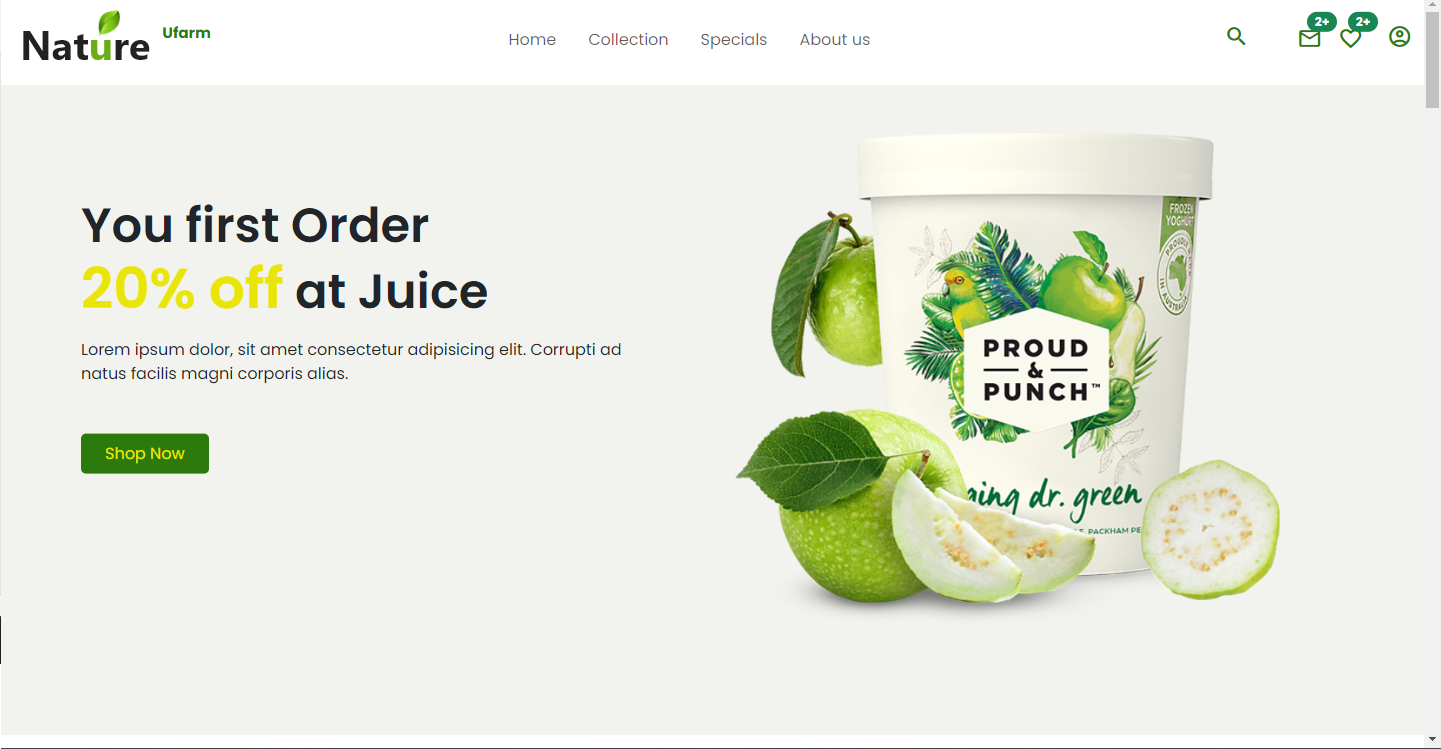 Nature
Ufarm
Home
Collection
Specials
About us
2+
2+
You first Order
20% off at Juice
Lorem ipsum dolor, sit amet consectetur adipisicing elit. Corrupti ad
natus facilis magni corporis alias.
Shop Now
FROZEN
YOGHURT
IN AUSTRALIA
PROUD
&
PUNCH™
dr. green
PACKHAM